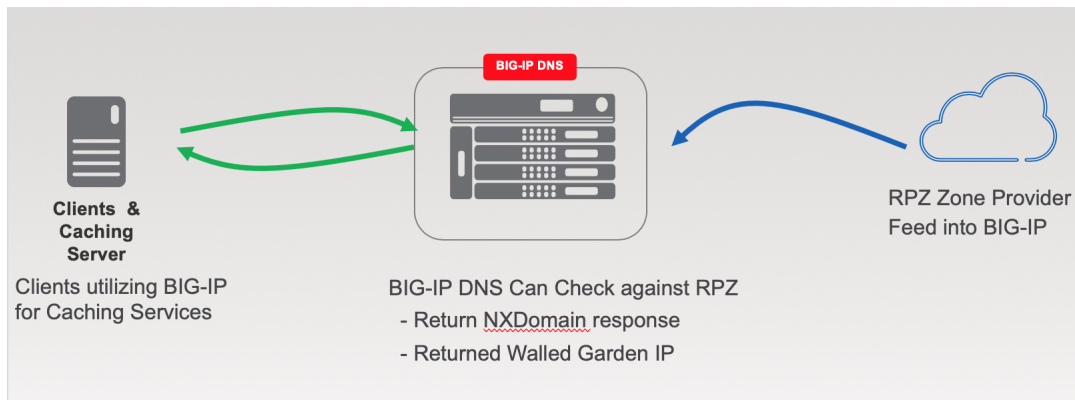 BIG-IP DNS
Clients &
Caching
Server
Clients utilizing BIG-IP
for Caching Services
BIG-IP DNS Can Check against RPZ
- Return NXDomain response
- Returned Walled Garden IP
RPZ Zone Provider
Feed into BIG-IP